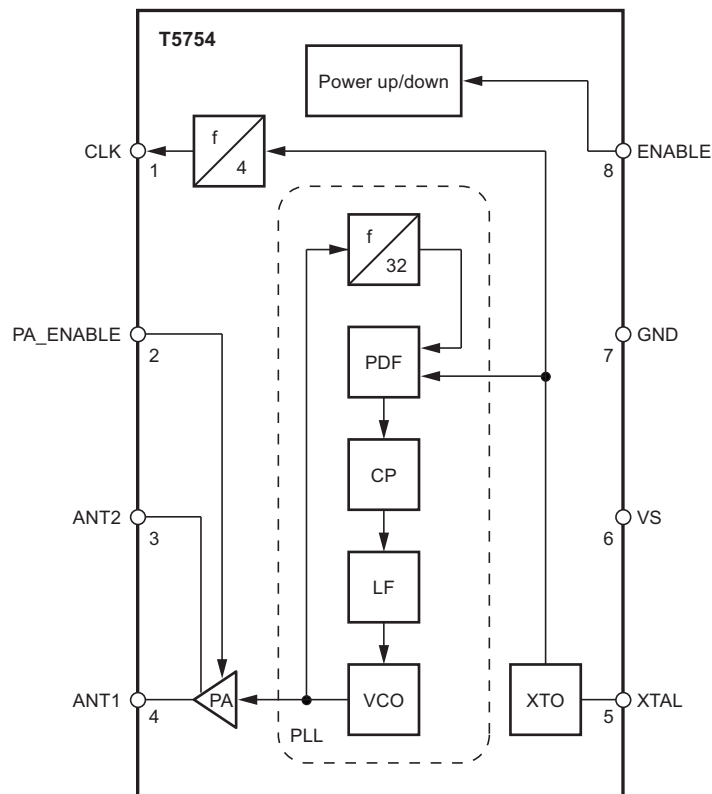 T5754
Power up/down
CLK
1
f
4
ENABLE
8
f
32
PA_ENABLE
2
PDF
GND
7
CP
ANT2
3
VS
6
LF
ANT1
4
PA
VCO
XTO
XTAL
5
PLL